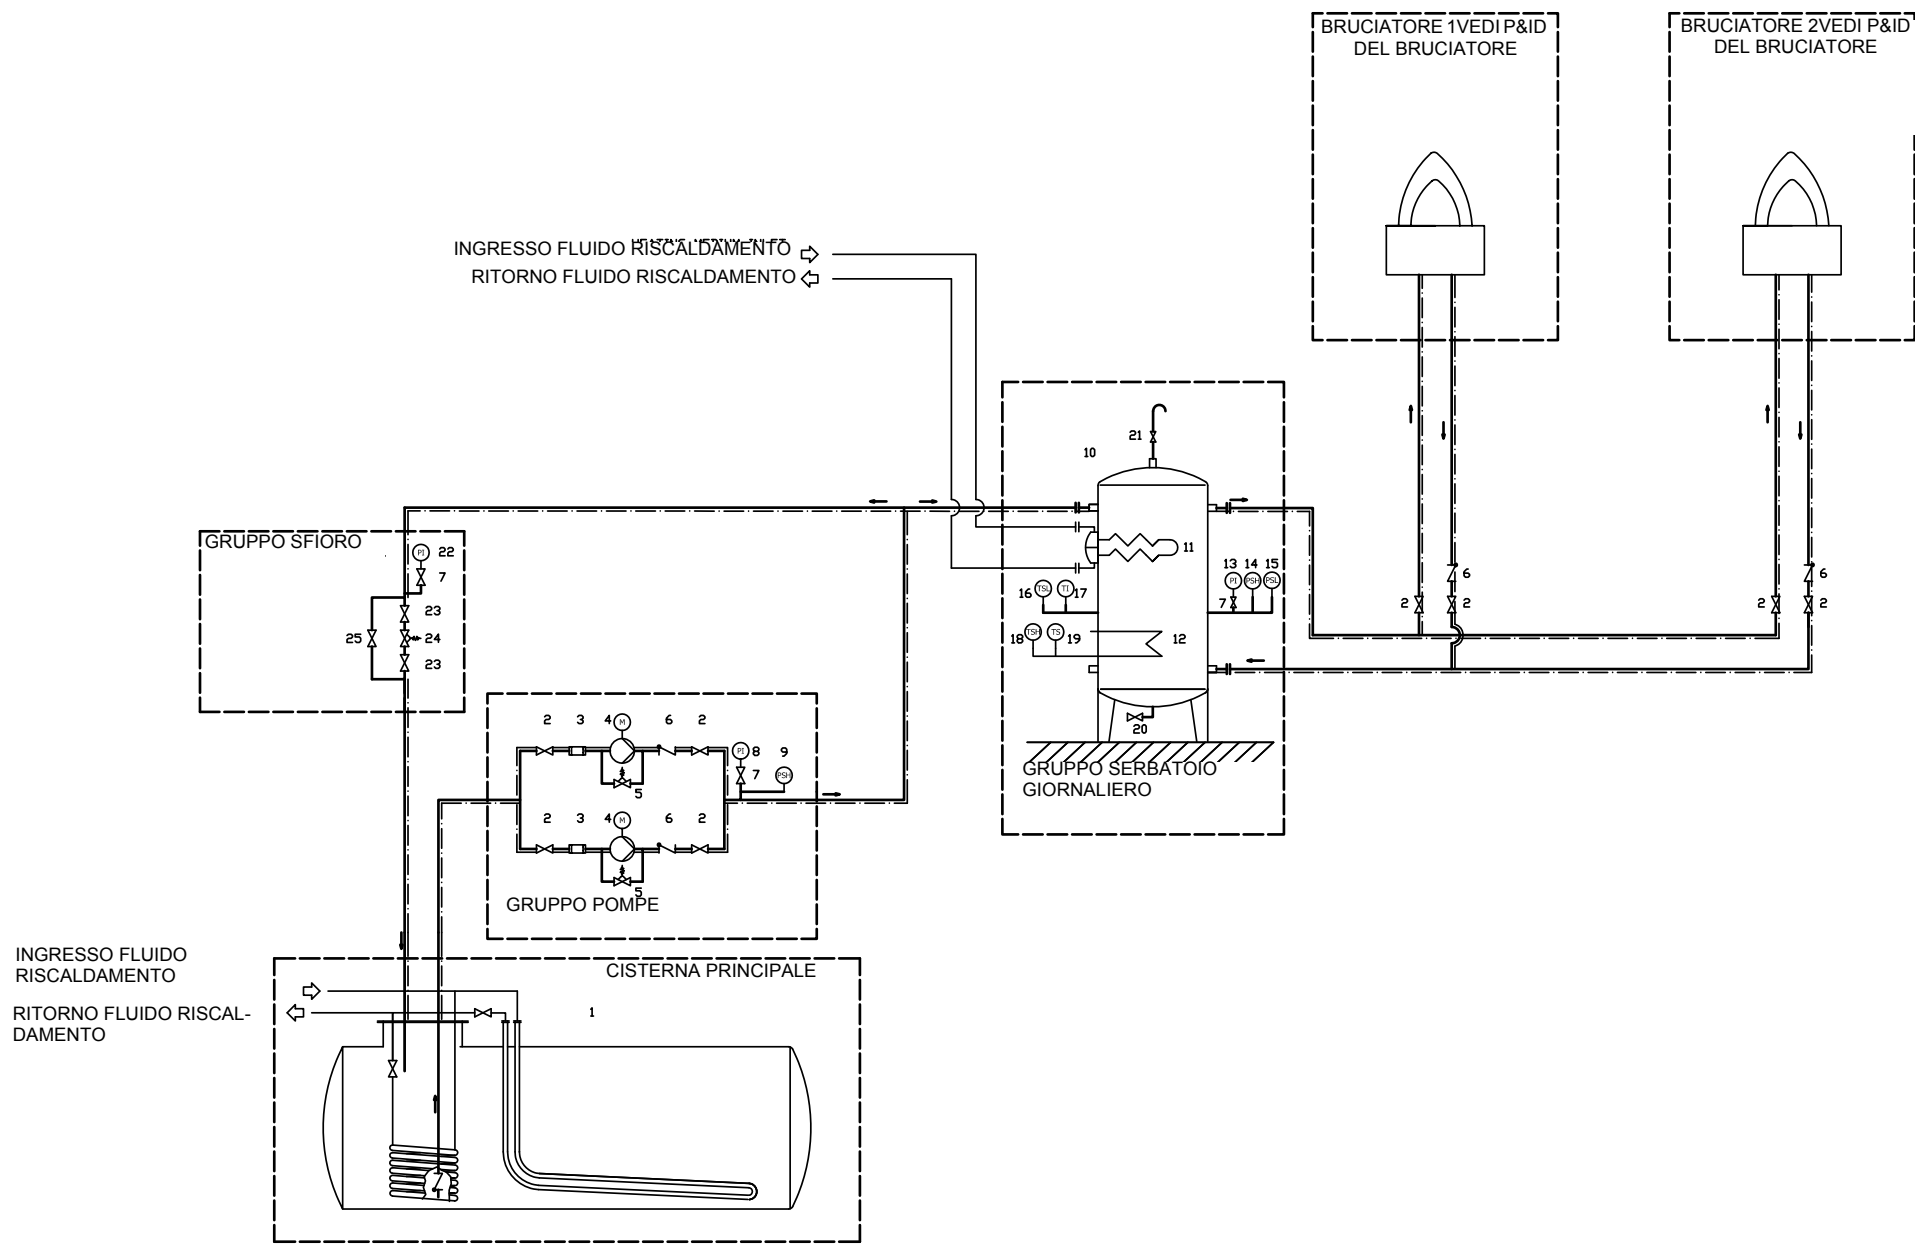 BRUCIATORE 1VEDI P&ID
DEL BRUCIATORE
BRUCIATORE 2VEDI P&ID
DEL BRUCIATORE
INGRESSO FLUIDO RISCALDAMENTO
RITORNO FLUIDO RISCALDAMENTO
21
10
GRUPPO SFIORO
PI 22
7
23
25
24
23
11
13 14 15
PI PSH PSL
7
16 TSL TI 17
18 TSH TS 19
12
20
6
2 2
6
2 2
GRUPPO SERBATOIO
GIORNALIERO
2 3 4 M 6 2
5
PI 8 9
7 PSH
2 3 4 M 6 2
5
GRUPPO POMPE
INGRESSO FLUIDO
RISCALDAMENTO
RITORNO FLUIDO RISCAL-
DAMENTO
CISTERNA PRINCIPALE
1